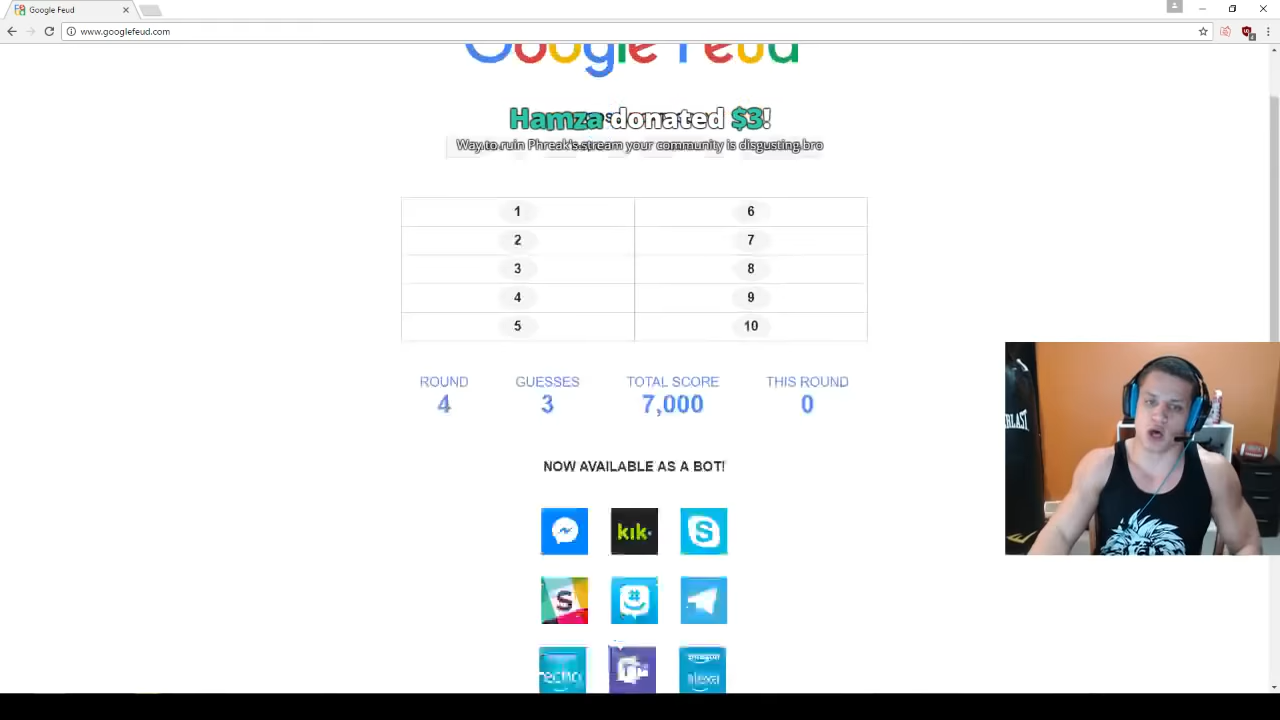 Google Feud
www.googlefeud.com
Google Feud
Hamza donated $3!
Way to ruin Phreak's stream your community is disgusting bro
1 6
2 7
3 8
4 9
5 10
ROUND GUESSES TOTAL SCORE THIS ROUND
4 3 7,000 0
NOW AVAILABLE AS A BOT!
kik.
S
echo
amazon
alexa